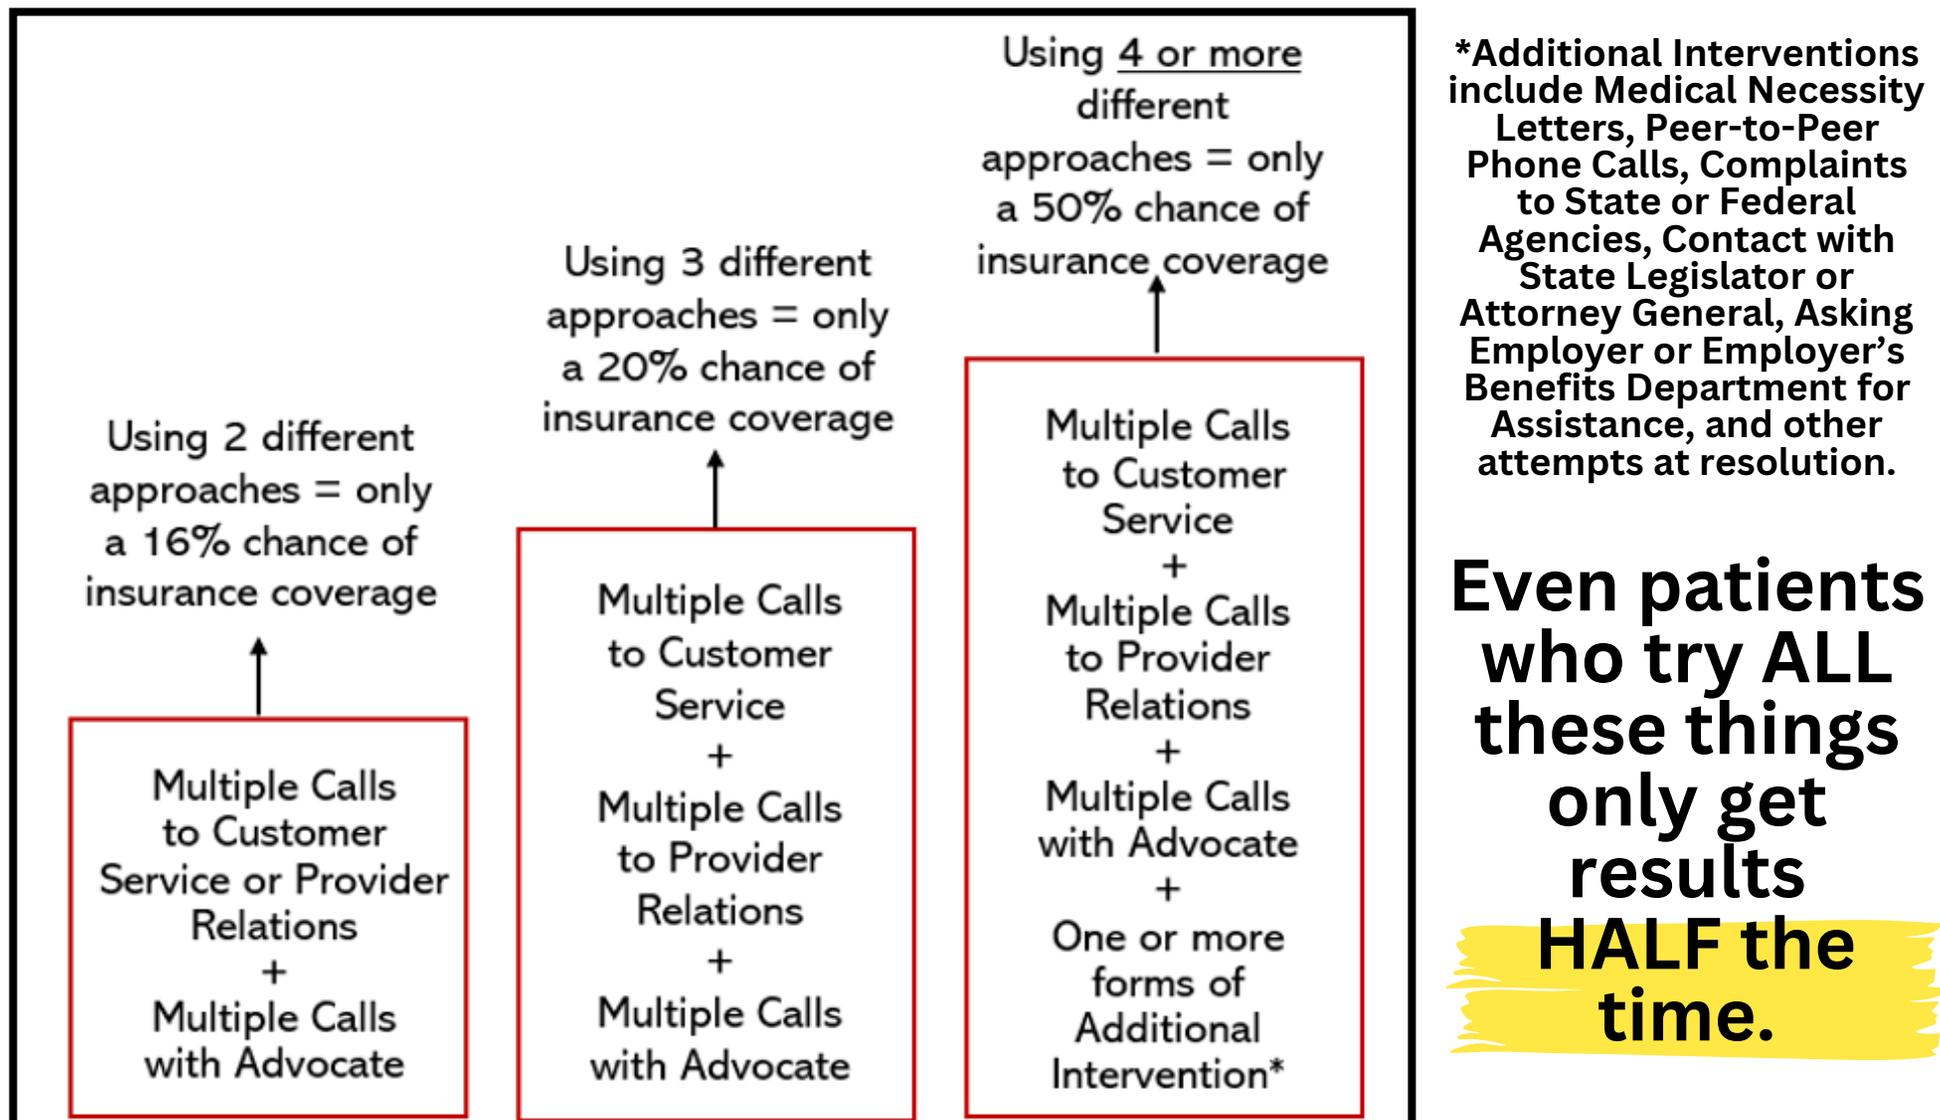 Using 2 different
approaches = only
a 16% chance of
insurance coverage
Multiple Calls
to Customer
Service or Provider
Relations
+
Multiple Calls
with Advocate
Using 3 different
approaches = only
a 20% chance of
insurance coverage
Multiple Calls
to Customer
Service
+
Multiple Calls
to Provider
Relations
+
Multiple Calls
with Advocate
Using 4 or more
different
approaches = only
a 50% chance of
insurance coverage
Multiple Calls
to Customer
Service
+
Multiple Calls
to Provider
Relations
+
Multiple Calls
with Advocate
+
One or more
forms of
Additional
Intervention*
*Additional Interventions
include Medical Necessity
Letters, Peer-to-Peer
Phone Calls, Complaints
to State or Federal
Agencies, Contact with
State Legislator or
Attorney General, Asking
Employer or Employer’s
Benefits Department for
Assistance, and other
attempts at resolution.
Even patients
who try ALL
these things
only get
results
HALF the
time.